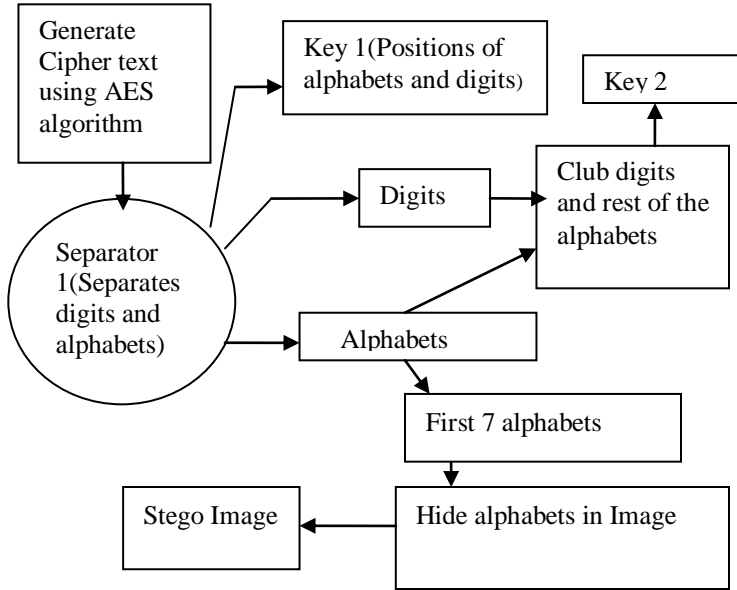 Generate
Cipher text
using AES
algorithm
Key 1(Positions of
alphabets and digits)
Key 2
Digits
Club digits
and rest of the
alphabets
Separator
1(Separates
digits and
alphabets)
Alphabets
First 7 alphabets
Stego Image
Hide alphabets in Image